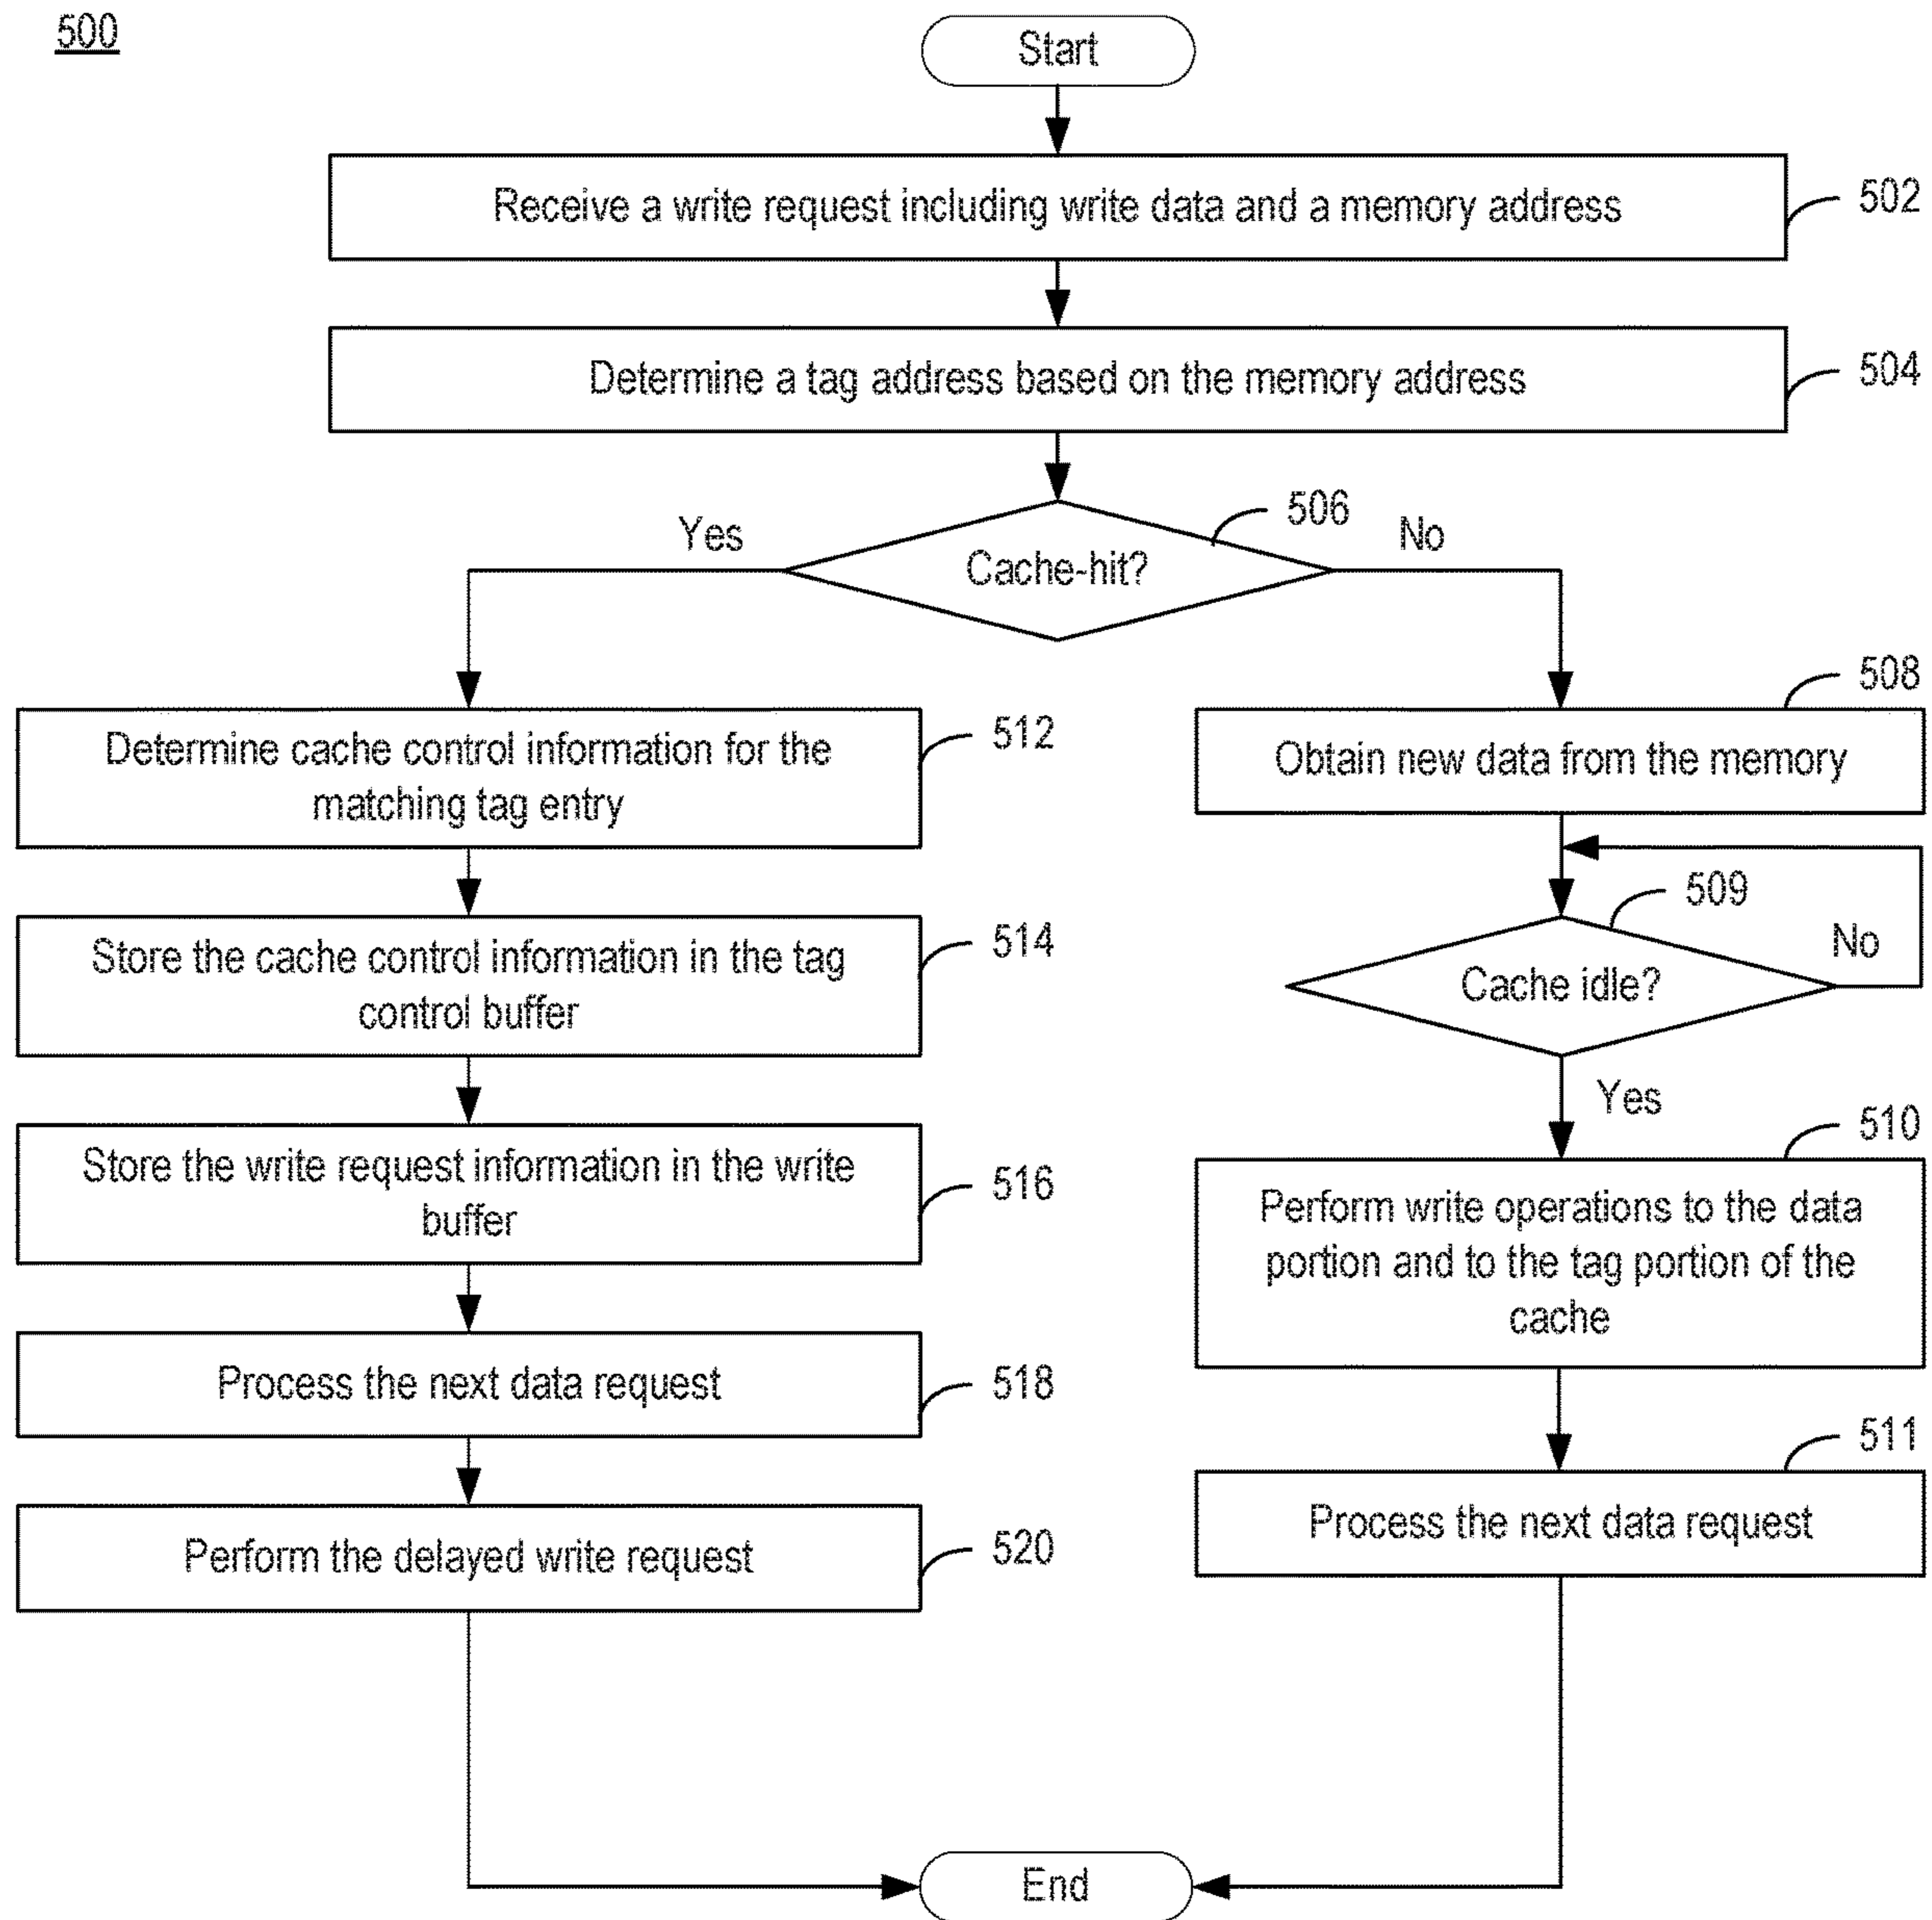 500
Start
Receive a write request including write data and a memory address
502
Determine a tag address based on the memory address
504
506
Yes
No
Cache-hit?
508
Determine cache control information for the
matching tag entry
512
Obtain new data from the memory
509
Store the cache control information in the tag
control buffer
514
No
Cache idle?
Yes
510
Store the write request information in the write
buffer
516
Perform write operations to the data
portion and to the tag portion of the
cache
Process the next data request
518
511
Process the next data request
Perform the delayed write request
520
End